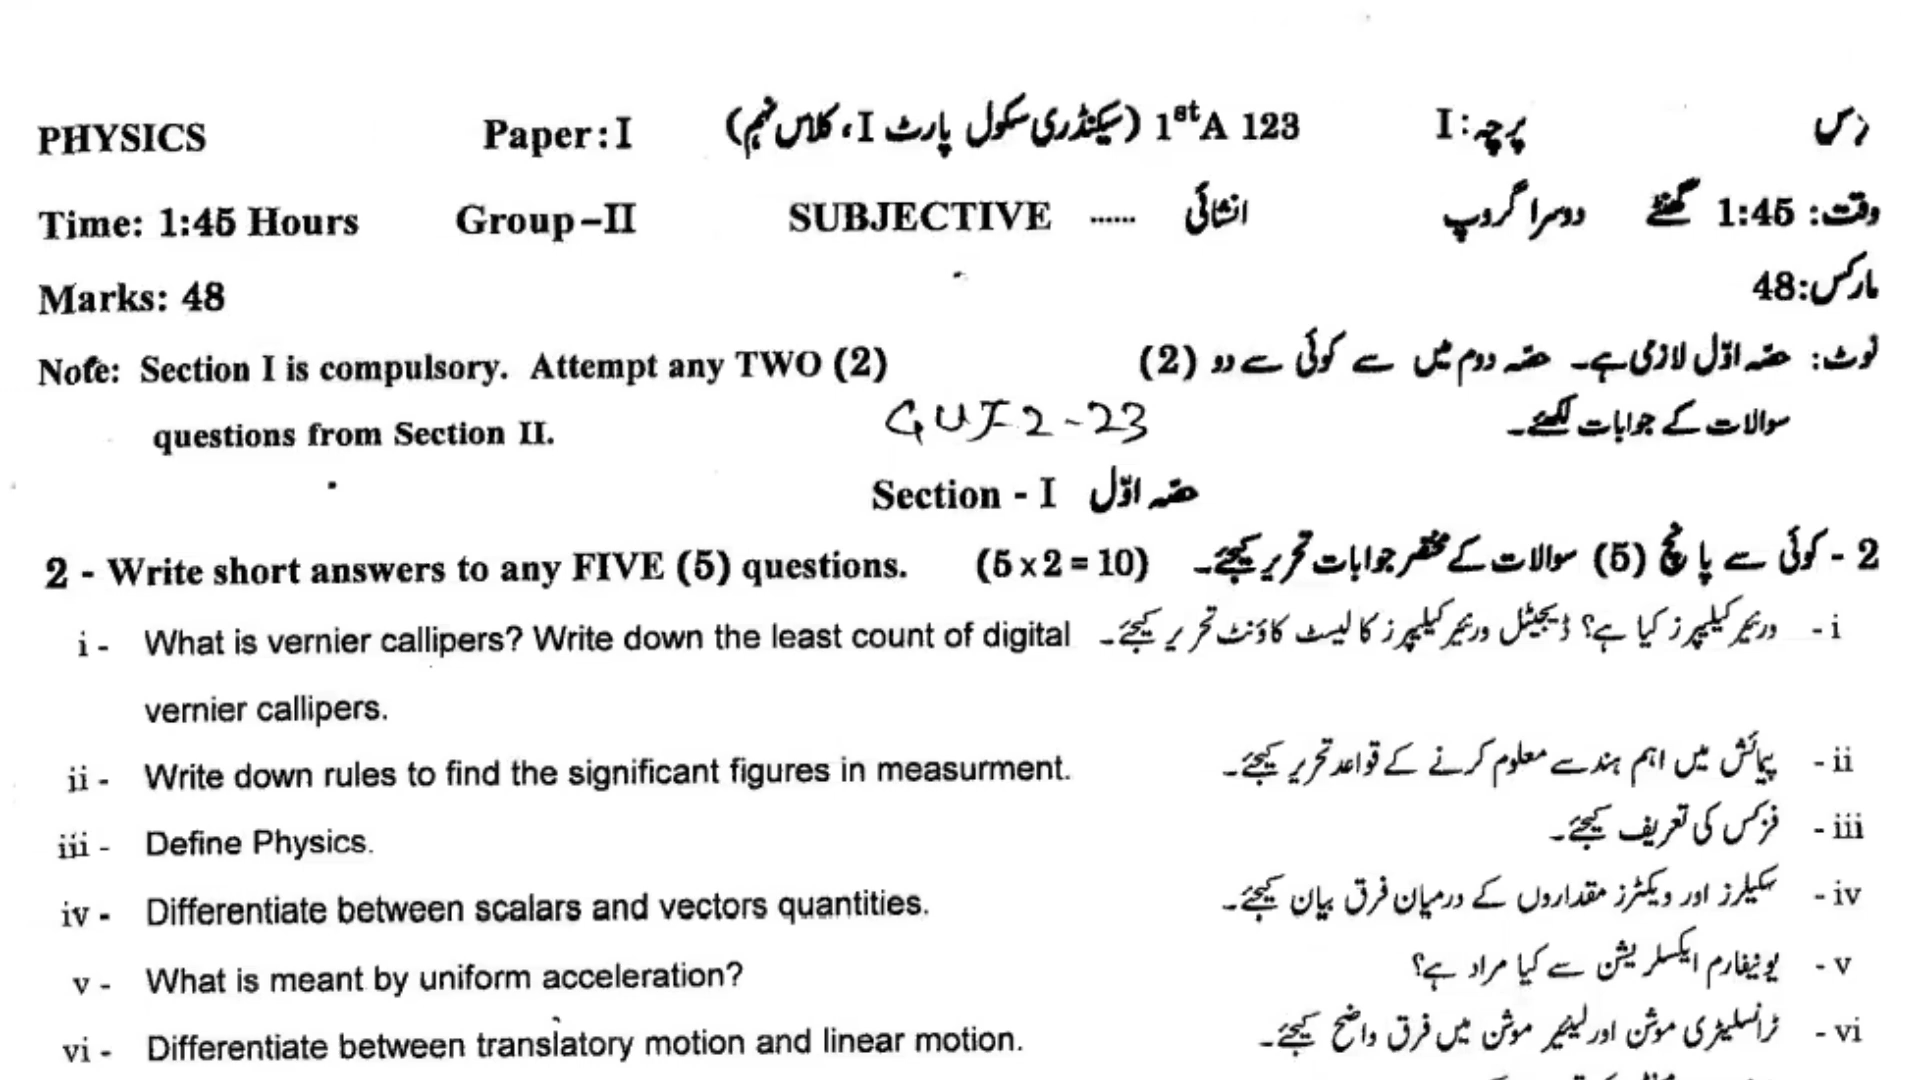 PHYSICS Paper:I 1stA 123 (سیکنڈری سکول پارٹ I، کلاس نہم) پرچہ:I
Time: 1:45 Hours Group-II SUBJECTIVE ...... انشائی دوسرا گروپ وقت: 1:45 گھنٹے
Marks: 48 مارکس:48
Note: Section I is compulsory. Attempt any TWO (2) نوٹ: حصہ اوّل لازمی ہے۔ حصہ دوم میں سے کوئی سے دو (2)
questions from Section II. GUJ2-23 سوالات کے جوابات لکھئے۔
Section - I حصہ اوّل
2 - Write short answers to any FIVE (5) questions. (5 x 2 = 10) 2 - کوئی سے پانچ (5) سوالات کے مختصر جوابات تحریر کیجئے۔
i - What is vernier callipers? Write down the least count of digital i - ورنیئر کیلیپرز کیا ہے؟ ڈیجیٹل ورنیئر کیلیپرز کا لیسٹ کاؤنٹ تحریر کیجئے۔
vernier callipers.
ii - Write down rules to find the significant figures in measurment. ii - پیمائش میں اہم ہندسے معلوم کرنے کے قواعد تحریر کیجئے۔
iii - Define Physics. iii - فزکس کی تعریف کیجئے۔
iv - Differentiate between scalars and vectors quantities. iv - سکیلرز اور ویکٹرز مقداروں کے درمیان فرق بیان کیجئے۔
v - What is meant by uniform acceleration? v - یونیفارم ایکسلریشن سے کیا مراد ہے؟
vi - Differentiate between translatory motion and linear motion. vi - ٹرانسلیٹری موشن اور لینیئر موشن میں فرق واضح کیجئے۔